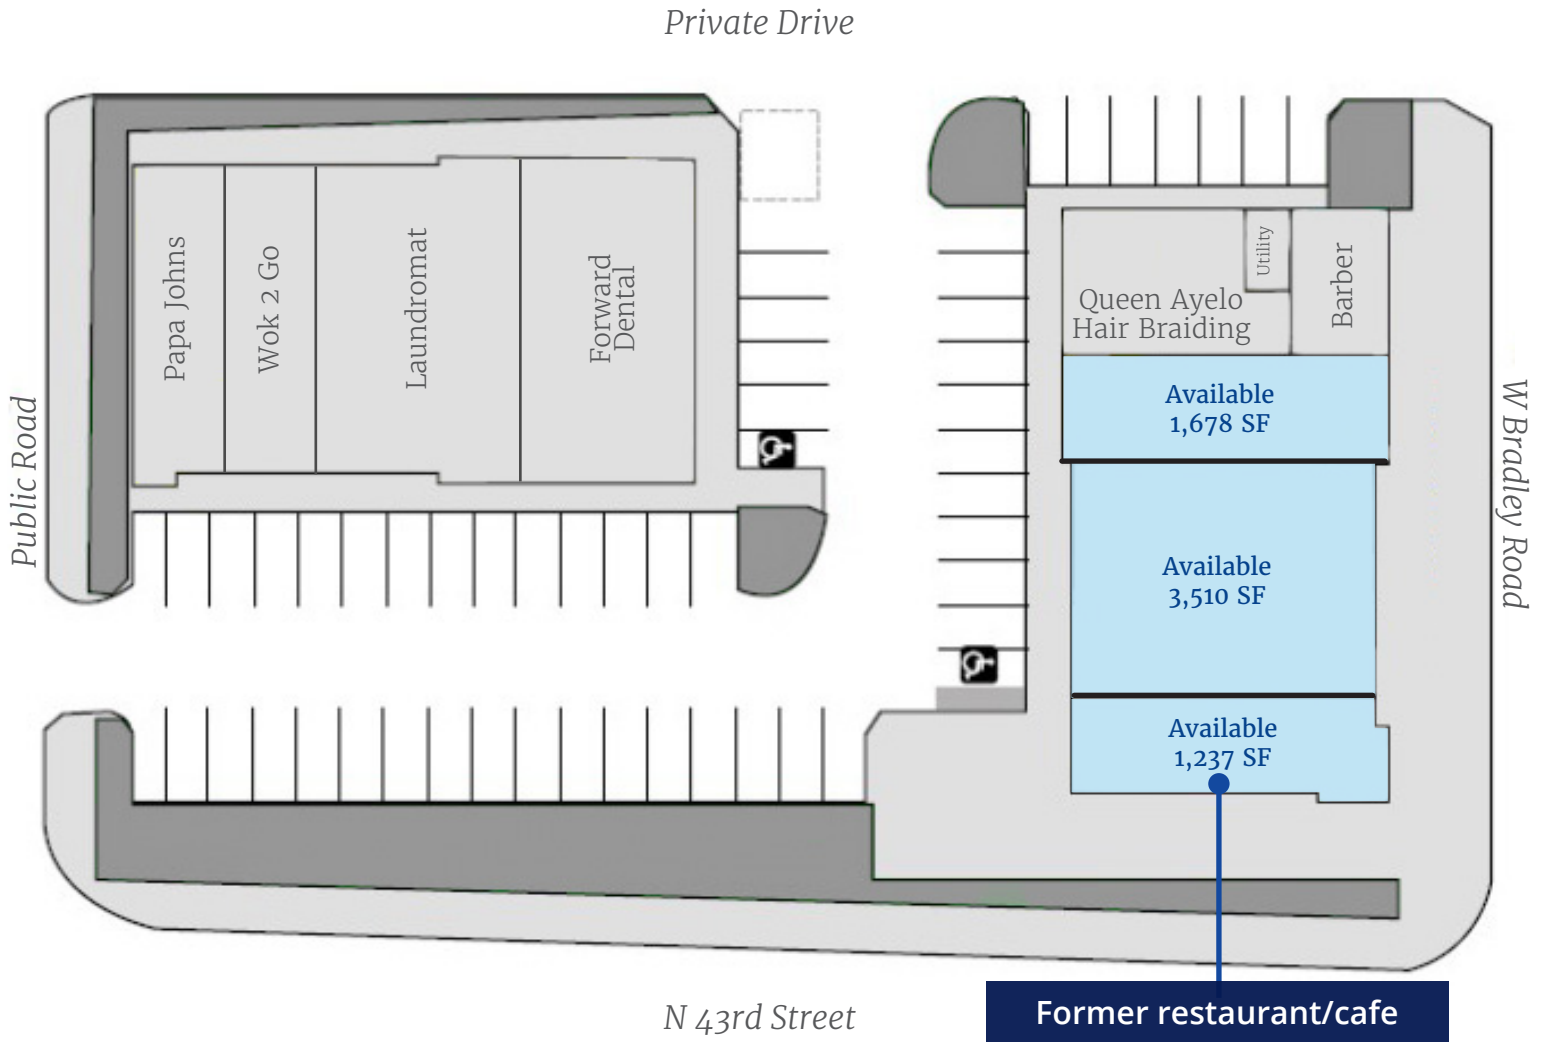 Private Drive
Public Road
Papa Johns
Wok 2 Go
Laundromat
Forward
Dental
Queen Ayelo
Hair Braiding
Utility
Barber
Available
1,678 SF
Available
3,510 SF
Available
1,237 SF
W Bradley Road
N 43rd Street
Former restaurant/cafe